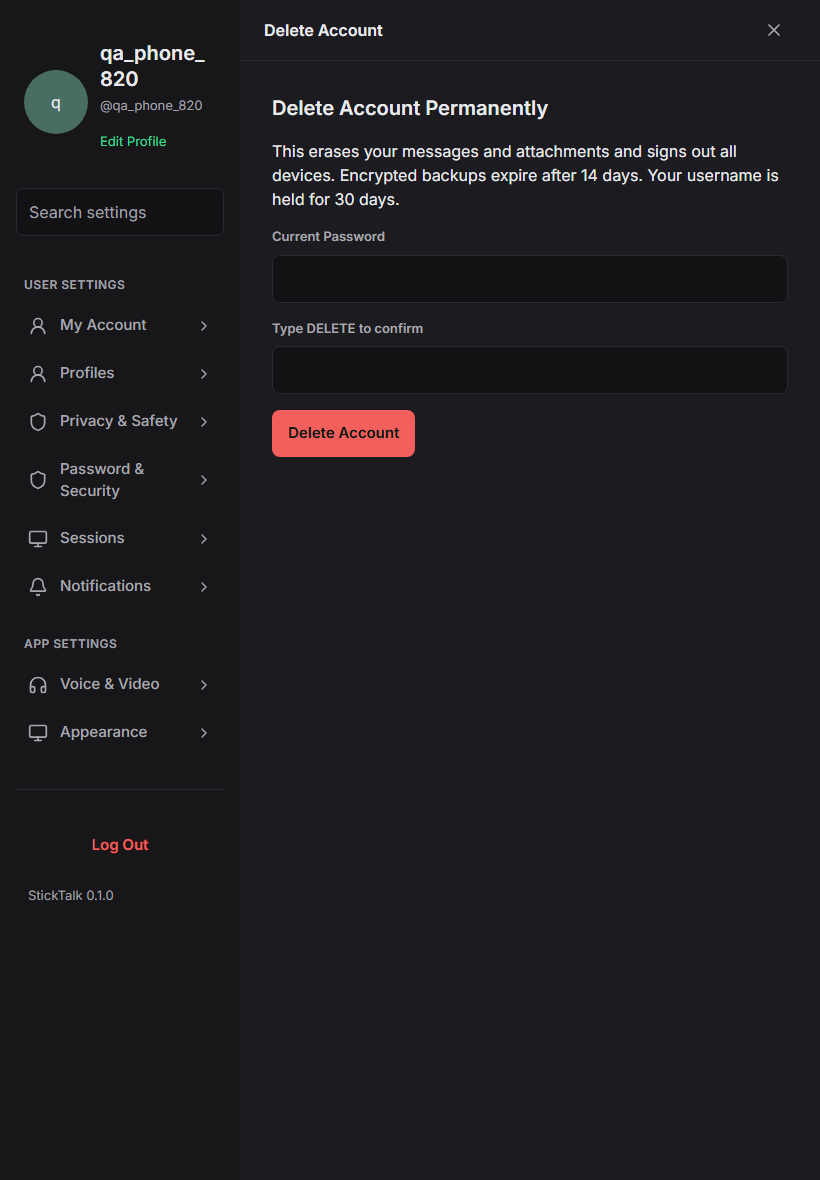 qa_phone_
820
@qa_phone_820
Edit Profile
q
Search settings
USER SETTINGS
My Account
Profiles
Privacy & Safety
Password &
Security
Sessions
Notifications
APP SETTINGS
Voice & Video
Appearance
Log Out
StickTalk 0.1.0
Delete Account
Delete Account Permanently
This erases your messages and attachments and signs out all
devices. Encrypted backups expire after 14 days. Your username is
held for 30 days.
Current Password
Type DELETE to confirm
Delete Account